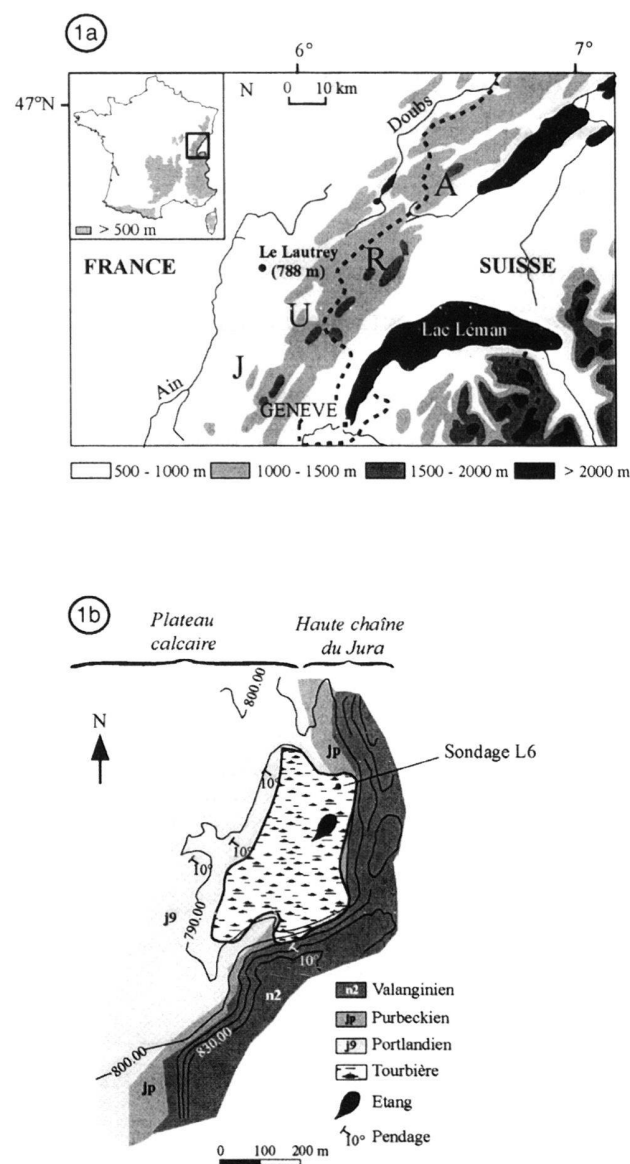 1a
6°
7°
47°N
N
0 10 km
Doubs
> 500 m
A
Le Lautrey
(788 m)
FRANCE
R
SUISSE
U
Lac Léman
J
Ain
GENEVE
500 - 1000 m
1000 - 1500 m
1500 - 2000 m
> 2000 m
1b
Plateau
calcaire
Haute chaîne
du Jura
800.00
N
jp
Sondage L6
10°
10°
10°
790.00
j9
10°
n2
830.00
800.00
jp
n2 Valanginien
jp Purbeckien
j9 Portlandien
Tourbière
Etang
10° Pendage
0 100 200 m